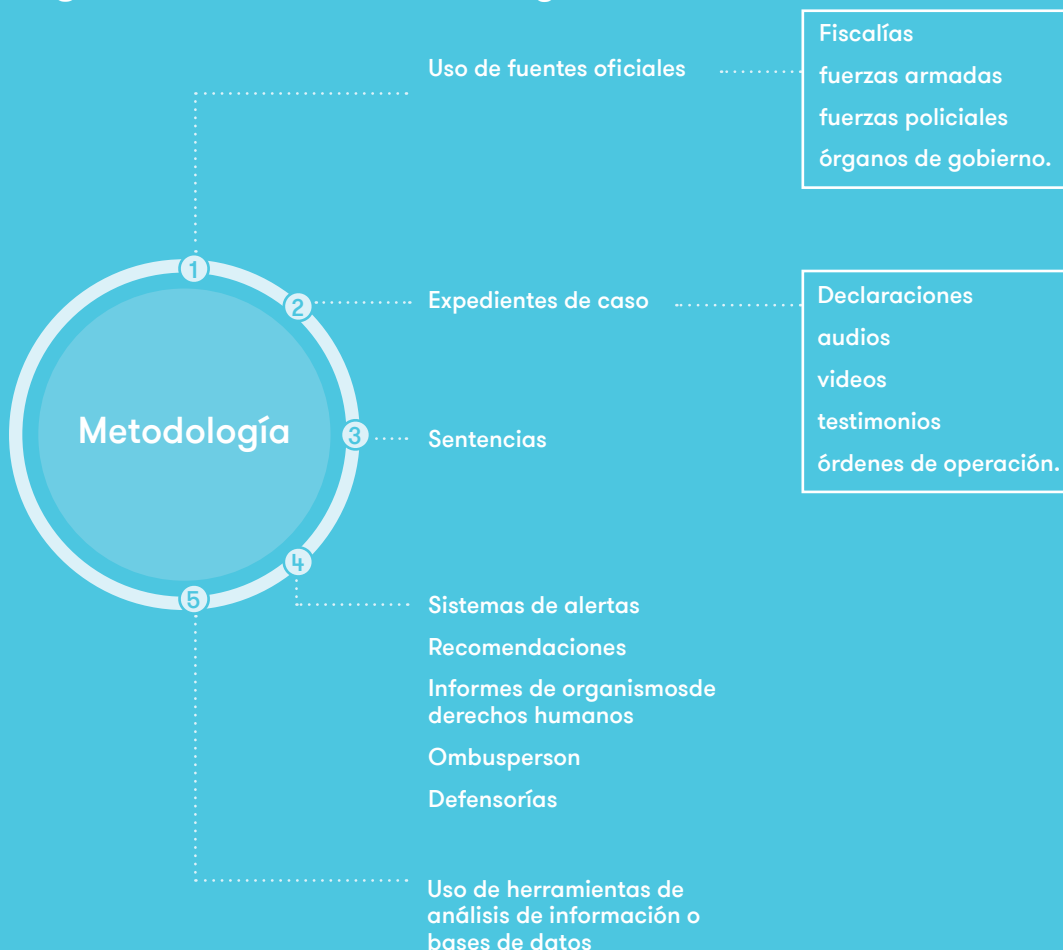 Uso de fuentes oficiales
Fiscalías
fuerzas armadas
fuerzas policiales
órganos de gobierno.
Metodología
1
2
3
4
5
Expedientes de caso
Declaraciones
audios
videos
testimonios
órdenes de operación.
Sentencias
Sistemas de alertas
Recomendaciones
Informes de organismosde
derechos humanos
Ombusperson
Defensorías
Uso de herramientas de
análisis de información o
bases de datos